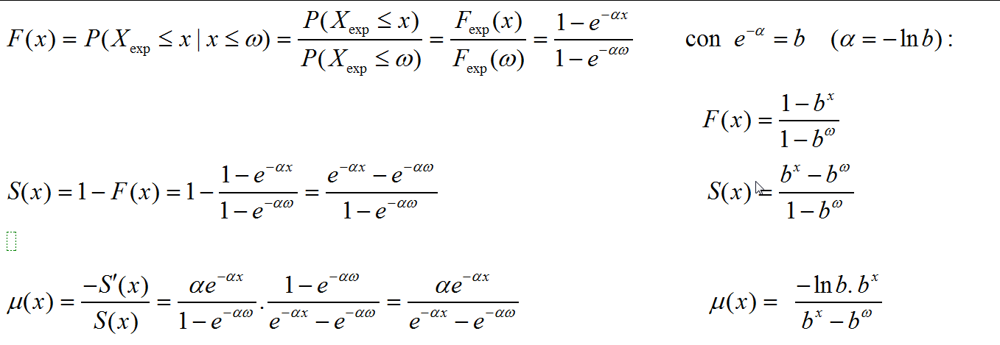 F(x) = P(X_exp ≤ x | x ≤ ω) = P(X_exp ≤ x) / P(X_exp ≤ ω) = F_exp(x) / F_exp(ω) = (1 − e^{−αx}) / (1 − e^{−αω}) con e^{−α} = b (α = −ln b) :
F(x) = (1 − b^x) / (1 − b^ω)
S(x) = 1 − F(x) = 1 − (1 − e^{−αx}) / (1 − e^{−αω}) = (e^{−αx} − e^{−αω}) / (1 − e^{−αω}) S(x) = (b^x − b^ω) / (1 − b^ω)
μ(x) = −S′(x) / S(x) = αe^{−αx} / (1 − e^{−αω}) . (1 − e^{−αω}) / (e^{−αx} − e^{−αω}) = αe^{−αx} / (e^{−αx} − e^{−αω}) μ(x) = (−ln b. b^x) / (b^x − b^ω)